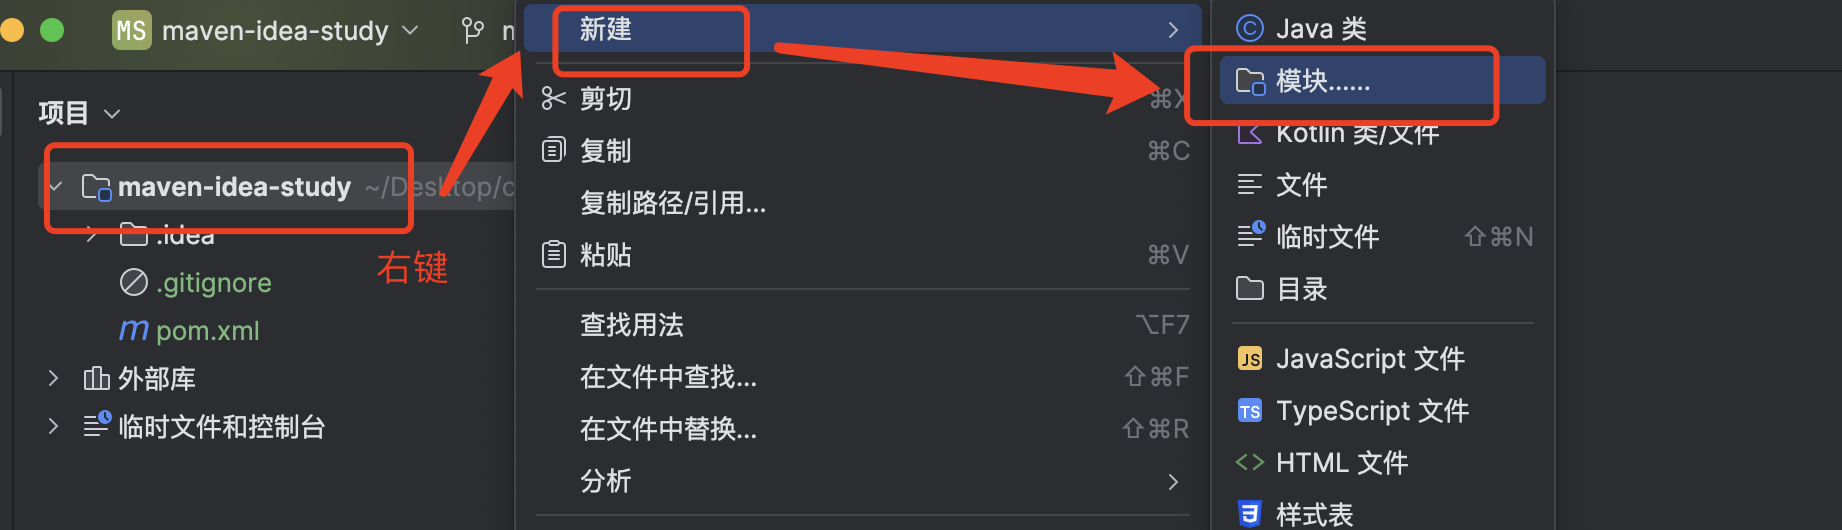 MS maven-idea-study
项目
maven-idea-study ~/Desktop/c
.idea
.gitignore
pom.xml
外部库
临时文件和控制台
右键
新建
剪切 ⌘X
复制 ⌘C
复制路径/引用...
粘贴 ⌘V
查找用法 ⌥F7
在文件中查找... ⇧⌘F
在文件中替换... ⇧⌘R
分析
Java 类
模块......
Kotlin 类/文件
文件
临时文件 ⇧⌘N
目录
JS JavaScript 文件
TS TypeScript 文件
HTML 文件
样式表